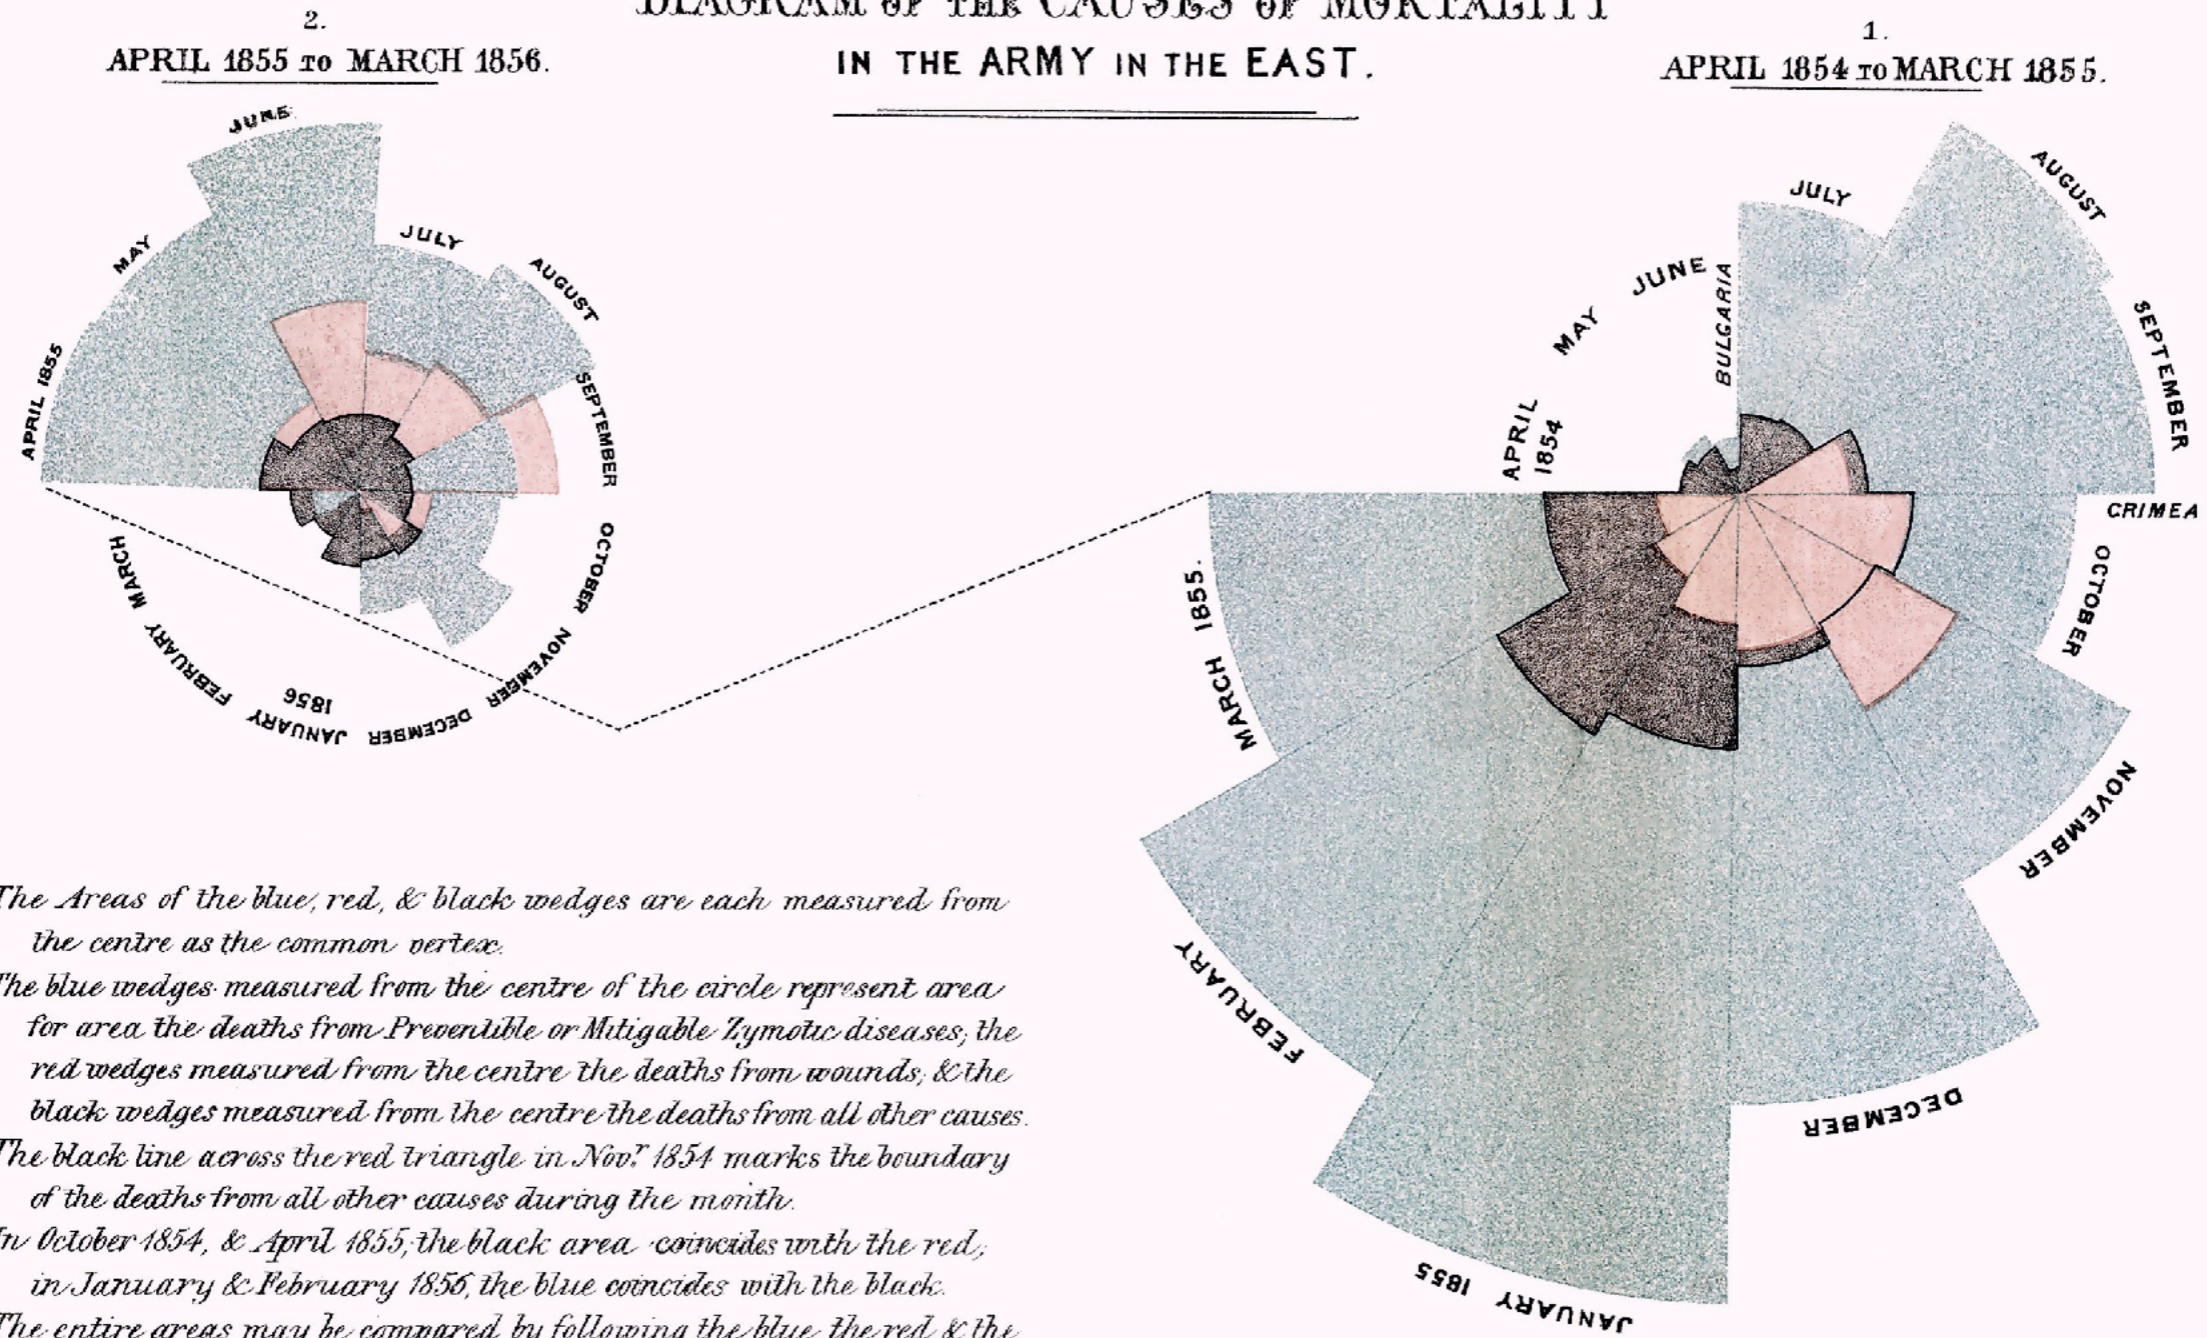 2.
APRIL 1855 TO MARCH 1856.
DIAGRAM OF THE CAUSES OF MORTALITY
IN THE ARMY IN THE EAST.
1.
APRIL 1854 TO MARCH 1855.
APRIL 1855
MAY
JUNE
JULY
AUGUST
SEPTEMBER
OCTOBER
NOVEMBER
DECEMBER
JANUARY
1856
FEBRUARY
MARCH
APRIL
1854
MAY
JUNE
BULGARIA
JULY
AUGUST
SEPTEMBER
CRIMEA
OCTOBER
NOVEMBER
DECEMBER
JANUARY 1855
FEBRUARY
MARCH 1855.
The Areas of the blue, red, & black wedges are each measured from
the centre as the common vertex.
The blue wedges measured from the centre of the circle represent area
for area the deaths from Preventible or Mitigable Zymotic diseases; the
red wedges measured from the centre the deaths from wounds; & the
black wedges measured from the centre the deaths from all other causes.
The black line across the red triangle in Novr. 1854 marks the boundary
of the deaths from all other causes during the month.
In October 1854, & April 1855, the black area coincides with the red;
in January & February 1856, the blue coincides with the black.
The entire areas may be compared by following the blue, the red & the